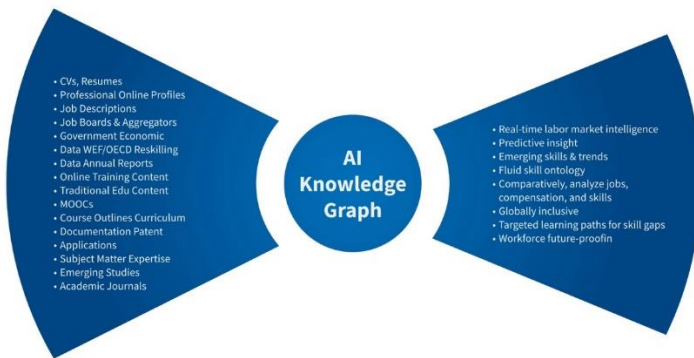 • CVs, Resumes
• Professional Online Profiles
• Job Descriptions
• Job Boards & Aggregators
• Government Economic
• Data WEF/OECD Reskilling
• Data Annual Reports
• Online Training Content
• Traditional Edu Content
• MOOCs
• Course Outlines Curriculum
• Documentation Patent
• Applications
• Subject Matter Expertise
• Emerging Studies
• Academic Journals
AI
Knowledge
Graph
• Real-time labor market intelligence
• Predictive insight
• Emerging skills & trends
• Fluid skill ontology
• Comparatively, analyze jobs,
compensation, and skills
• Globally inclusive
• Targeted learning paths for skill gaps
• Workforce future-proofin